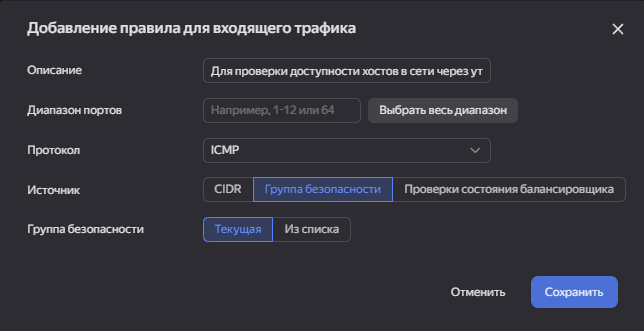 Добавление правила для входящего трафика
Описание Для проверки доступности хостов в сети через ут
Диапазон портов Например, 1-12 или 64 Выбрать весь диапазон
Протокол ICMP
Источник CIDR Группа безопасности Проверки состояния балансировщика
Группа безопасности Текущая Из списка
Отменить Сохранить